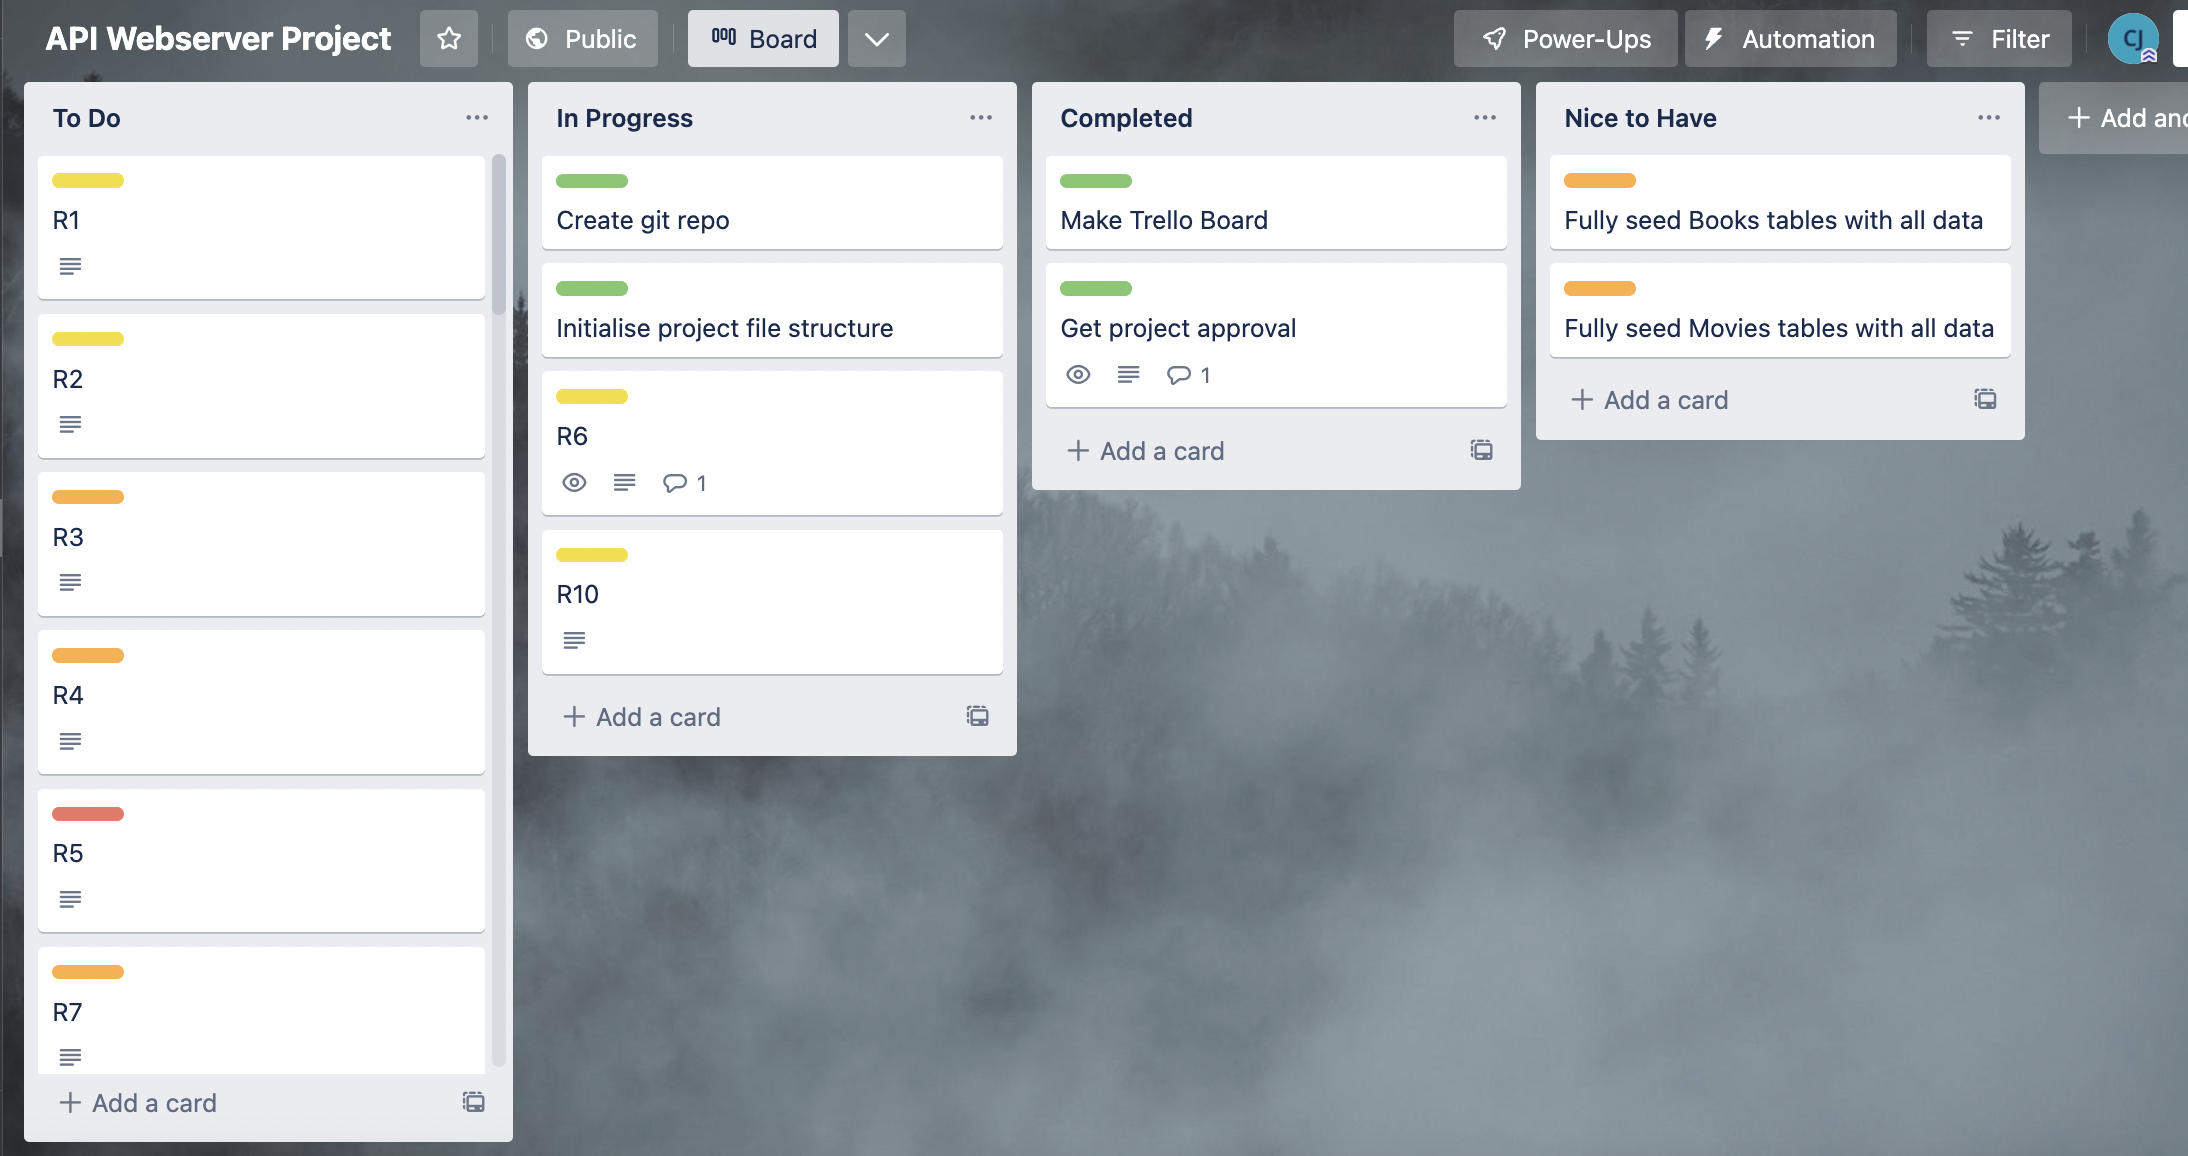 API Webserver Project
Public
Board
Power-Ups
Automation
Filter
CJ
To Do
R1
R2
R3
R4
R5
R7
+ Add a card
In Progress
Create git repo
Initialise project file structure
R6
1
R10
+ Add a card
Completed
Make Trello Board
Get project approval
1
+ Add a card
Nice to Have
Fully seed Books tables with all data
Fully seed Movies tables with all data
+ Add a card
+ Add